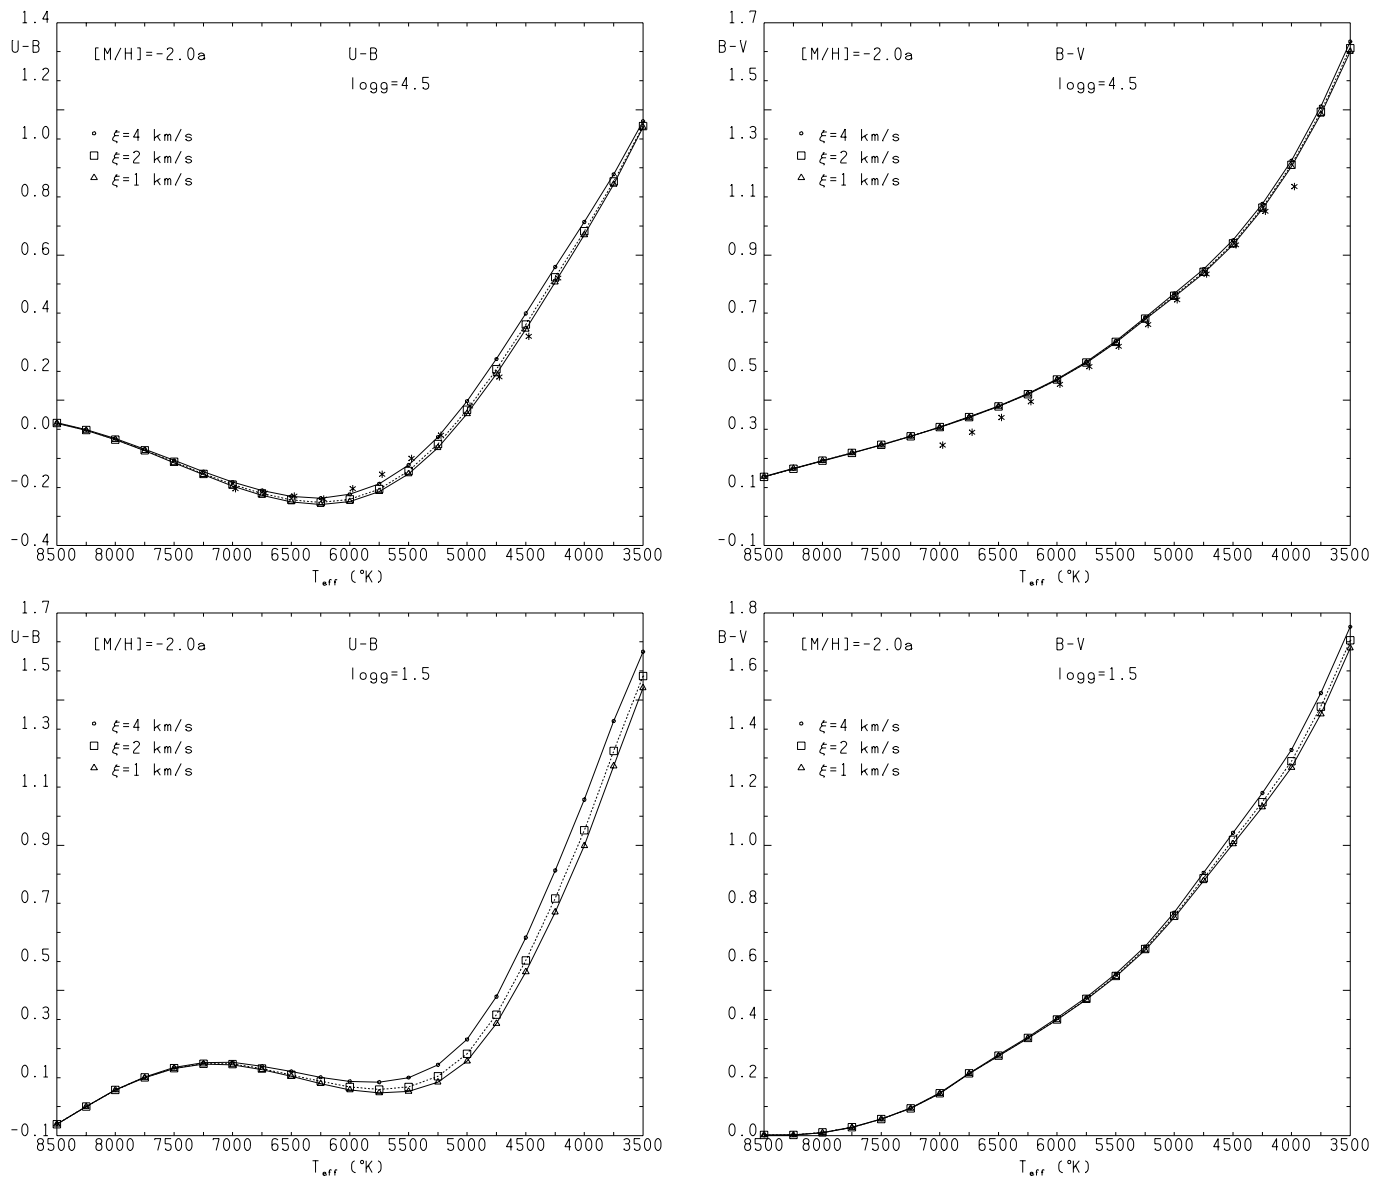 1.4
U-B
1.2
1.0
0.8
0.6
0.4
0.2
0.0
-0.2
-0.4
[M/H]=-2.0a
U-B
logg=4.5
ξ=4 km/s
ξ=2 km/s
ξ=1 km/s
8500 8000 7500 7000 6500 6000 5500 5000 4500 4000 3500
Teff (°K)
1.7
B-V
1.5
1.3
1.1
0.9
0.7
0.5
0.3
0.1
-0.1
[M/H]=-2.0a
B-V
logg=4.5
ξ=4 km/s
ξ=2 km/s
ξ=1 km/s
8500 8000 7500 7000 6500 6000 5500 5000 4500 4000 3500
Teff (°K)
1.7
U-B
1.5
1.3
1.1
0.9
0.7
0.5
0.3
0.1
-0.1
[M/H]=-2.0a
U-B
logg=1.5
ξ=4 km/s
ξ=2 km/s
ξ=1 km/s
8500 8000 7500 7000 6500 6000 5500 5000 4500 4000 3500
Teff (°K)
1.8
B-V
1.6
1.4
1.2
1.0
0.8
0.6
0.4
0.2
0.0
[M/H]=-2.0a
B-V
logg=1.5
ξ=4 km/s
ξ=2 km/s
ξ=1 km/s
8500 8000 7500 7000 6500 6000 5500 5000 4500 4000 3500
Teff (°K)